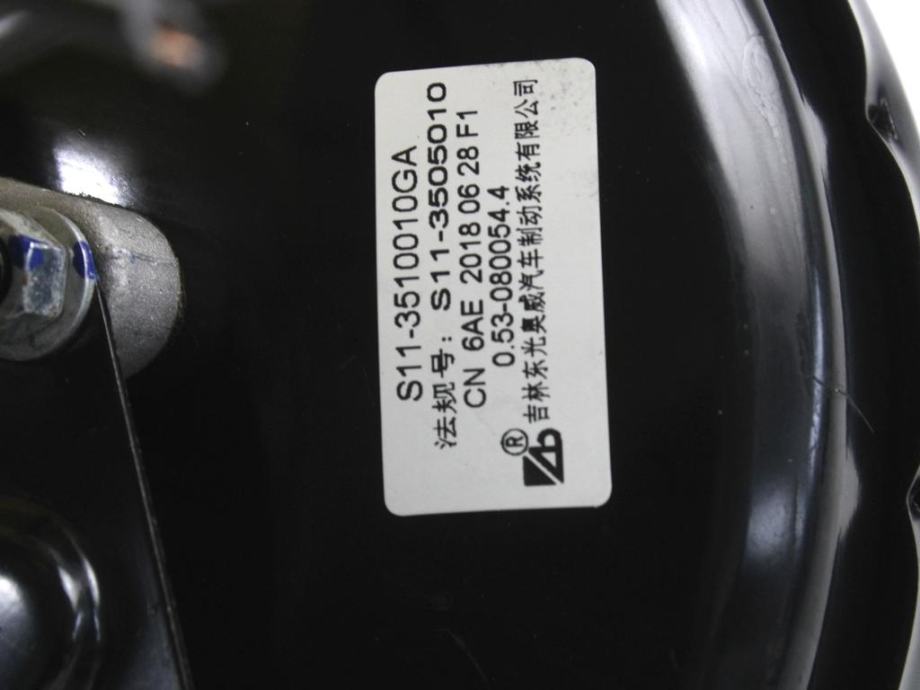 S11-3510010GA
法规号：S11-3505010
CN 6AE 2018 06 28 F1
0.53-080054.4
® 吉林东光奥威汽车制动系统有限公司